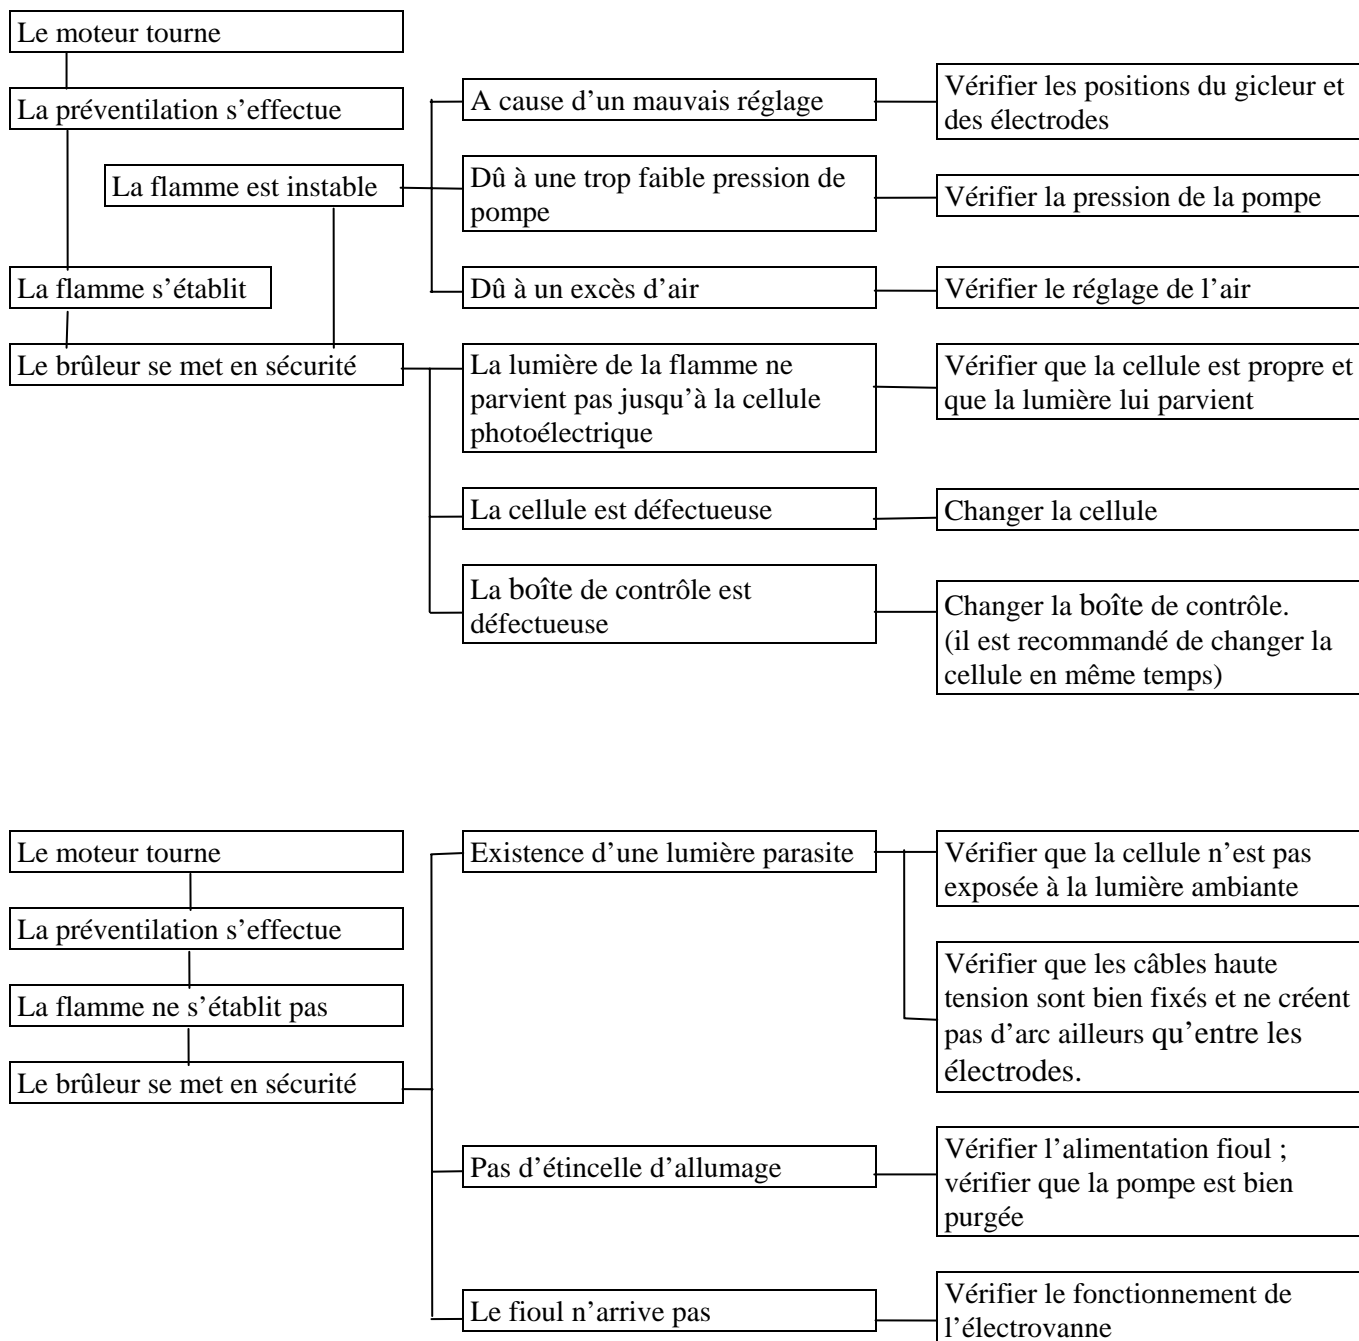 Le moteur tourne
La préventilation s’effectue
A cause d’un mauvais réglage
Vérifier les positions du gicleur et
des électrodes
La flamme est instable
Dû à une trop faible pression de
pompe
Vérifier la pression de la pompe
La flamme s’établit
Dû à un excès d’air
Vérifier le réglage de l’air
Le brûleur se met en sécurité
La lumière de la flamme ne
parvient pas jusqu’à la cellule
photoélectrique
Vérifier que la cellule est propre et
que la lumière lui parvient
La cellule est défectueuse
Changer la cellule
La boîte de contrôle est
défectueuse
Changer la boîte de contrôle.
(il est recommandé de changer la
cellule en même temps)
Le moteur tourne
La préventilation s’effectue
La flamme ne s’établit pas
Le brûleur se met en sécurité
Existence d’une lumière parasite
Vérifier que la cellule n’est pas
exposée à la lumière ambiante
Vérifier que les câbles haute
tension sont bien fixés et ne créent
pas d’arc ailleurs qu’entre les
électrodes.
Pas d’étincelle d’allumage
Vérifier l’alimentation fioul ;
vérifier que la pompe est bien
purgée
Le fioul n’arrive pas
Vérifier le fonctionnement de
l’électrovanne